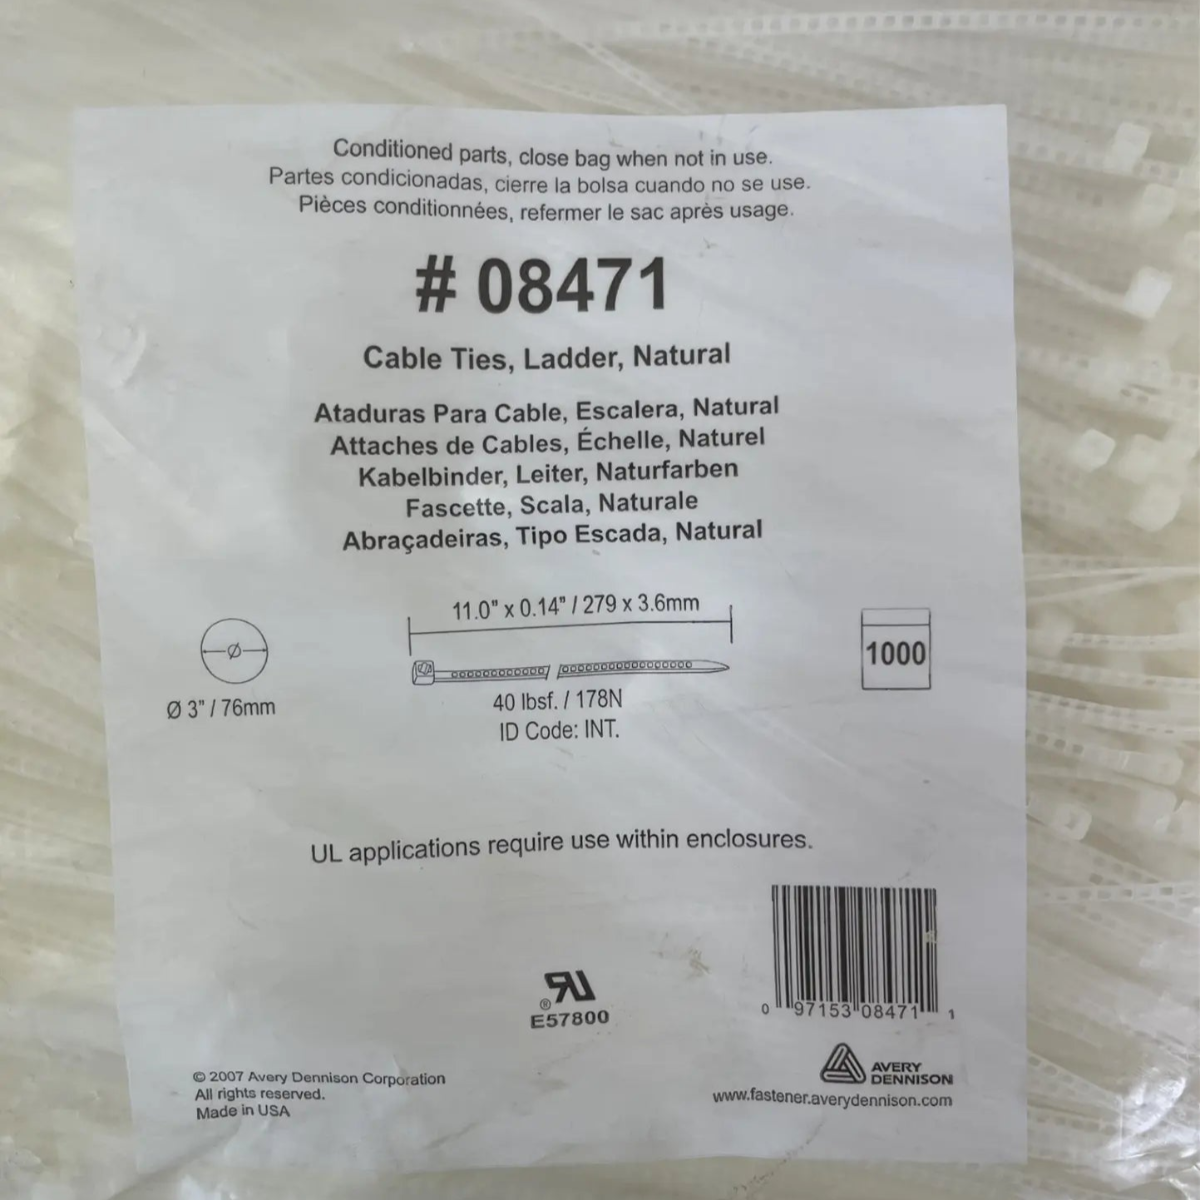 Conditioned parts, close bag when not in use.
Partes condicionadas, cierre la bolsa cuando no se use.
Pièces conditionnées, refermer le sac après usage.
# 08471
Cable Ties, Ladder, Natural
Ataduras Para Cable, Escalera, Natural
Attaches de Cables, Échelle, Naturel
Kabelbinder, Leiter, Naturfarben
Fascette, Scala, Naturale
Abraçadeiras, Tipo Escada, Natural
11.0" x 0.14" / 279 x 3.6mm
Ø
1000
Ø 3" / 76mm
40 lbsf. / 178N
ID Code: INT.
UL applications require use within enclosures.
RU
®
E57800
0 97153 08471 1
© 2007 Avery Dennison Corporation
All rights reserved.
Made in USA
AVERY
DENNISON
www.fastener.averydennison.com